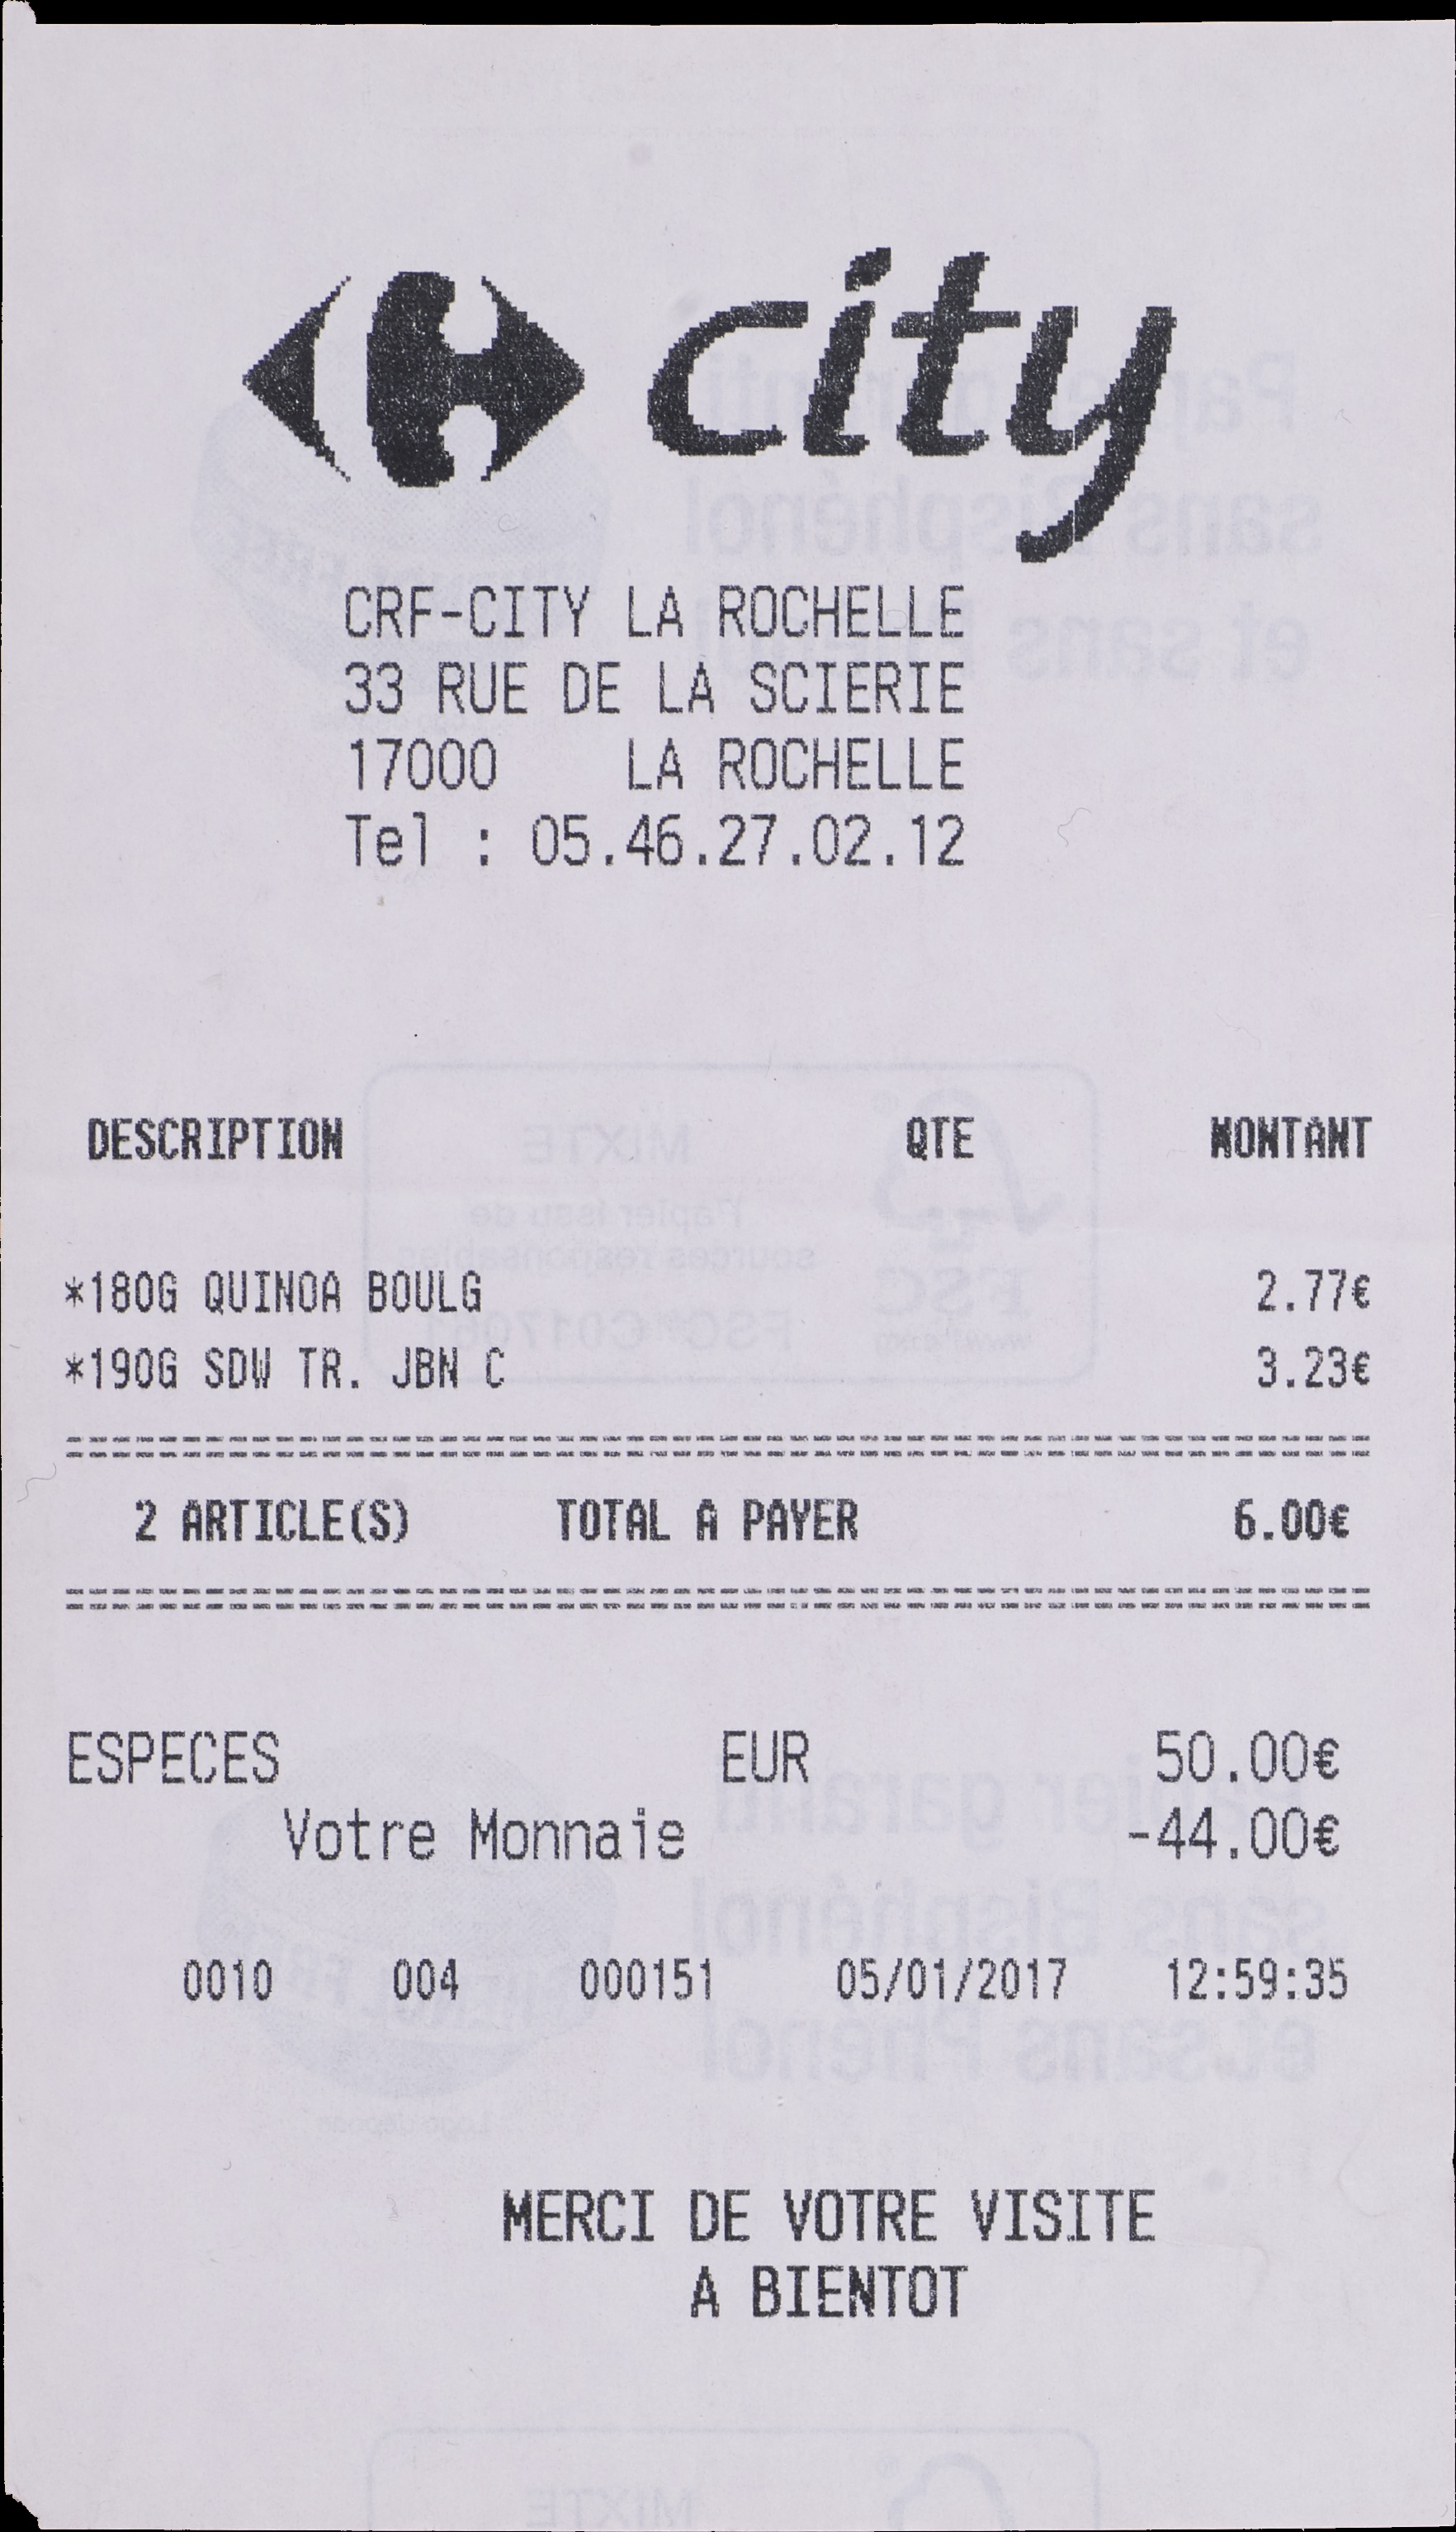 city
CRF-CITY LA ROCHELLE
33 RUE DE LA SCIERIE
17000 LA ROCHELLE
Tel : 05.46.27.02.12
DESCRIPTION QTE MONTANT
*180G QUINOA BOULG 2.77€
*190G SDW TR. JBN C 3.23€
2 ARTICLE(S) TOTAL A PAYER 6.00€
ESPECES EUR 50.00€
Votre Monnaie -44.00€
0010 004 000151 05/01/2017 12:59:35
MERCI DE VOTRE VISITE
A BIENTOT